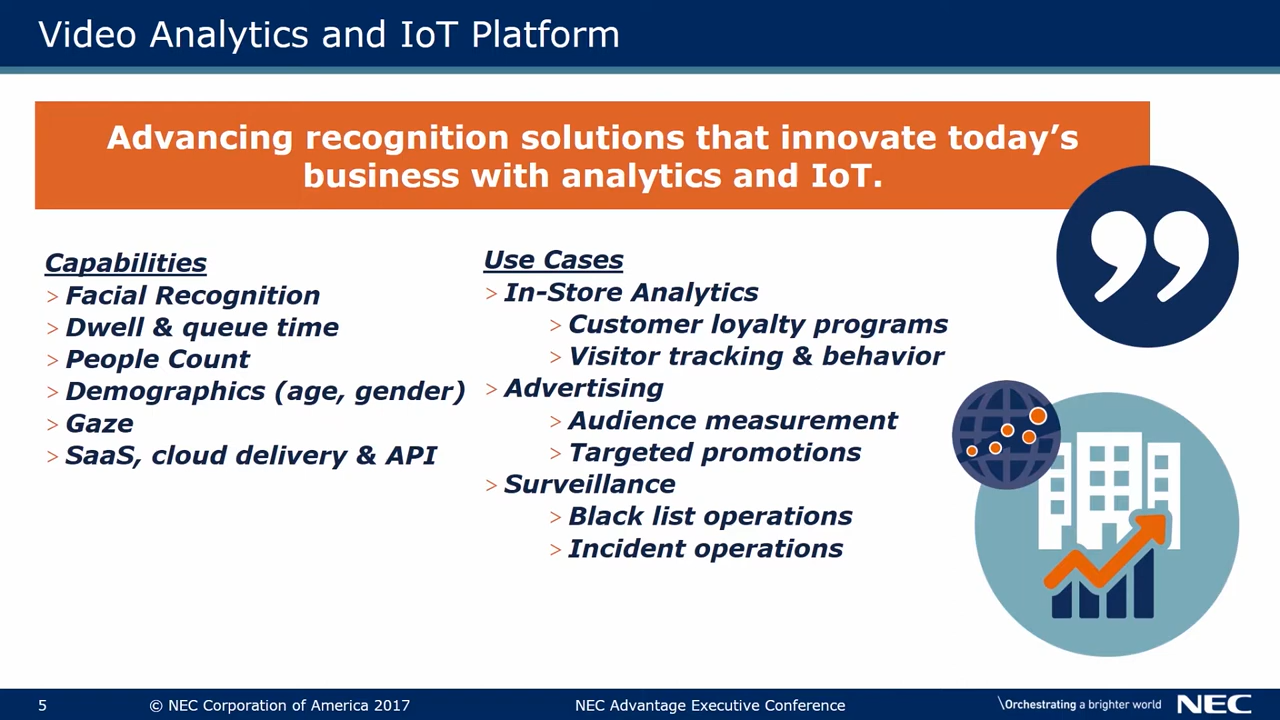 Video Analytics and IoT Platform
Advancing recognition solutions that innovate today’s
business with analytics and IoT.
Capabilities
> Facial Recognition
> Dwell & queue time
> People Count
> Demographics (age, gender)
> Gaze
> SaaS, cloud delivery & API
Use Cases
> In-Store Analytics
> Customer loyalty programs
> Visitor tracking & behavior
> Advertising
> Audience measurement
> Targeted promotions
> Surveillance
> Black list operations
> Incident operations
5
© NEC Corporation of America 2017
NEC Advantage Executive Conference
\Orchestrating a brighter world
NEC